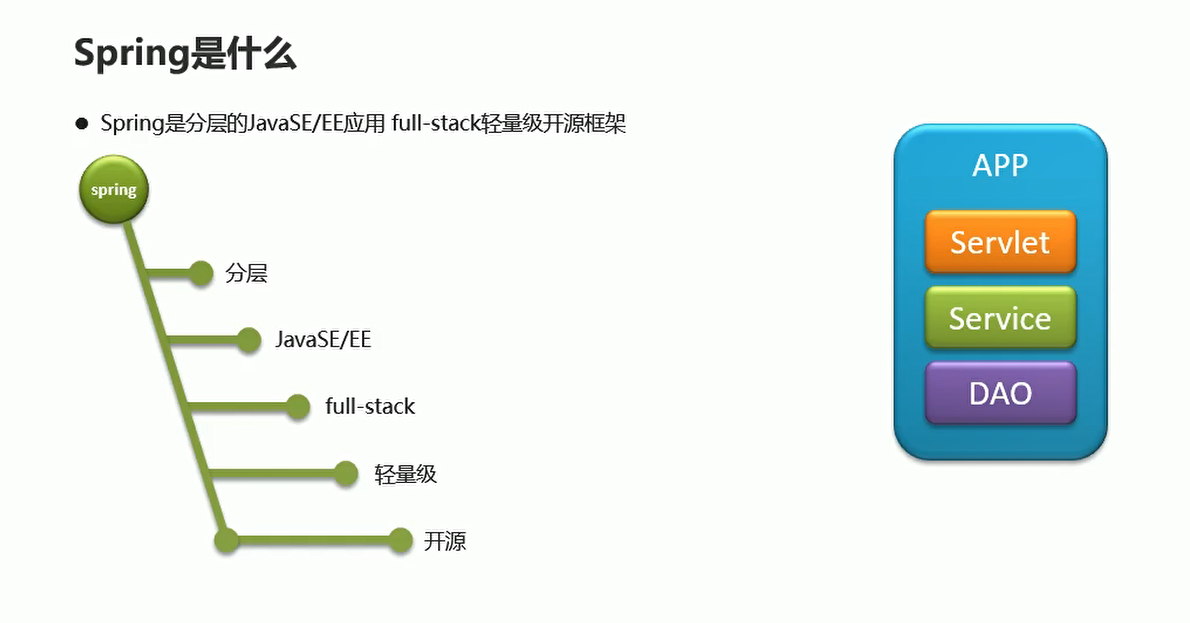 Spring是什么
● Spring是分层的JavaSE/EE应用 full-stack轻量级开源框架
spring
分层
JavaSE/EE
full-stack
轻量级
开源
APP
Servlet
Service
DAO